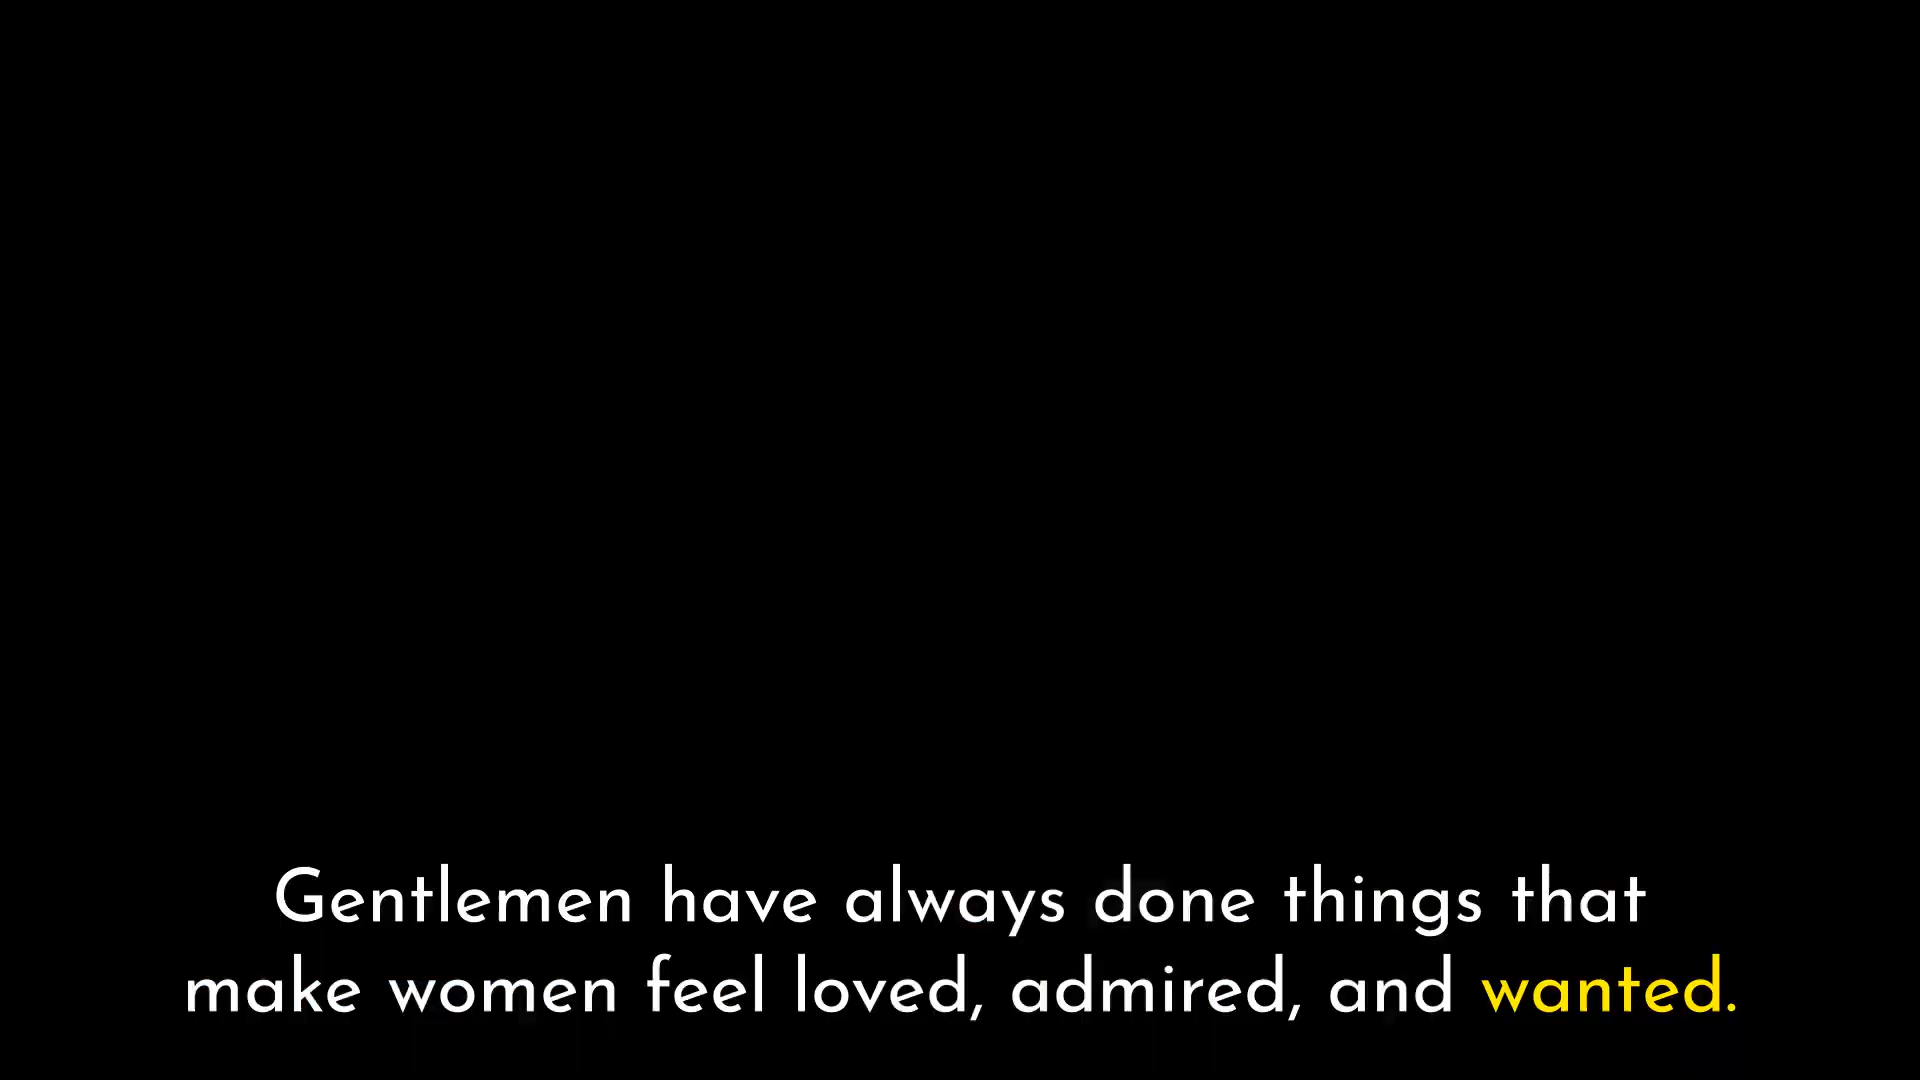 Gentlemen have always done things that
make women feel loved, admired, and wanted.